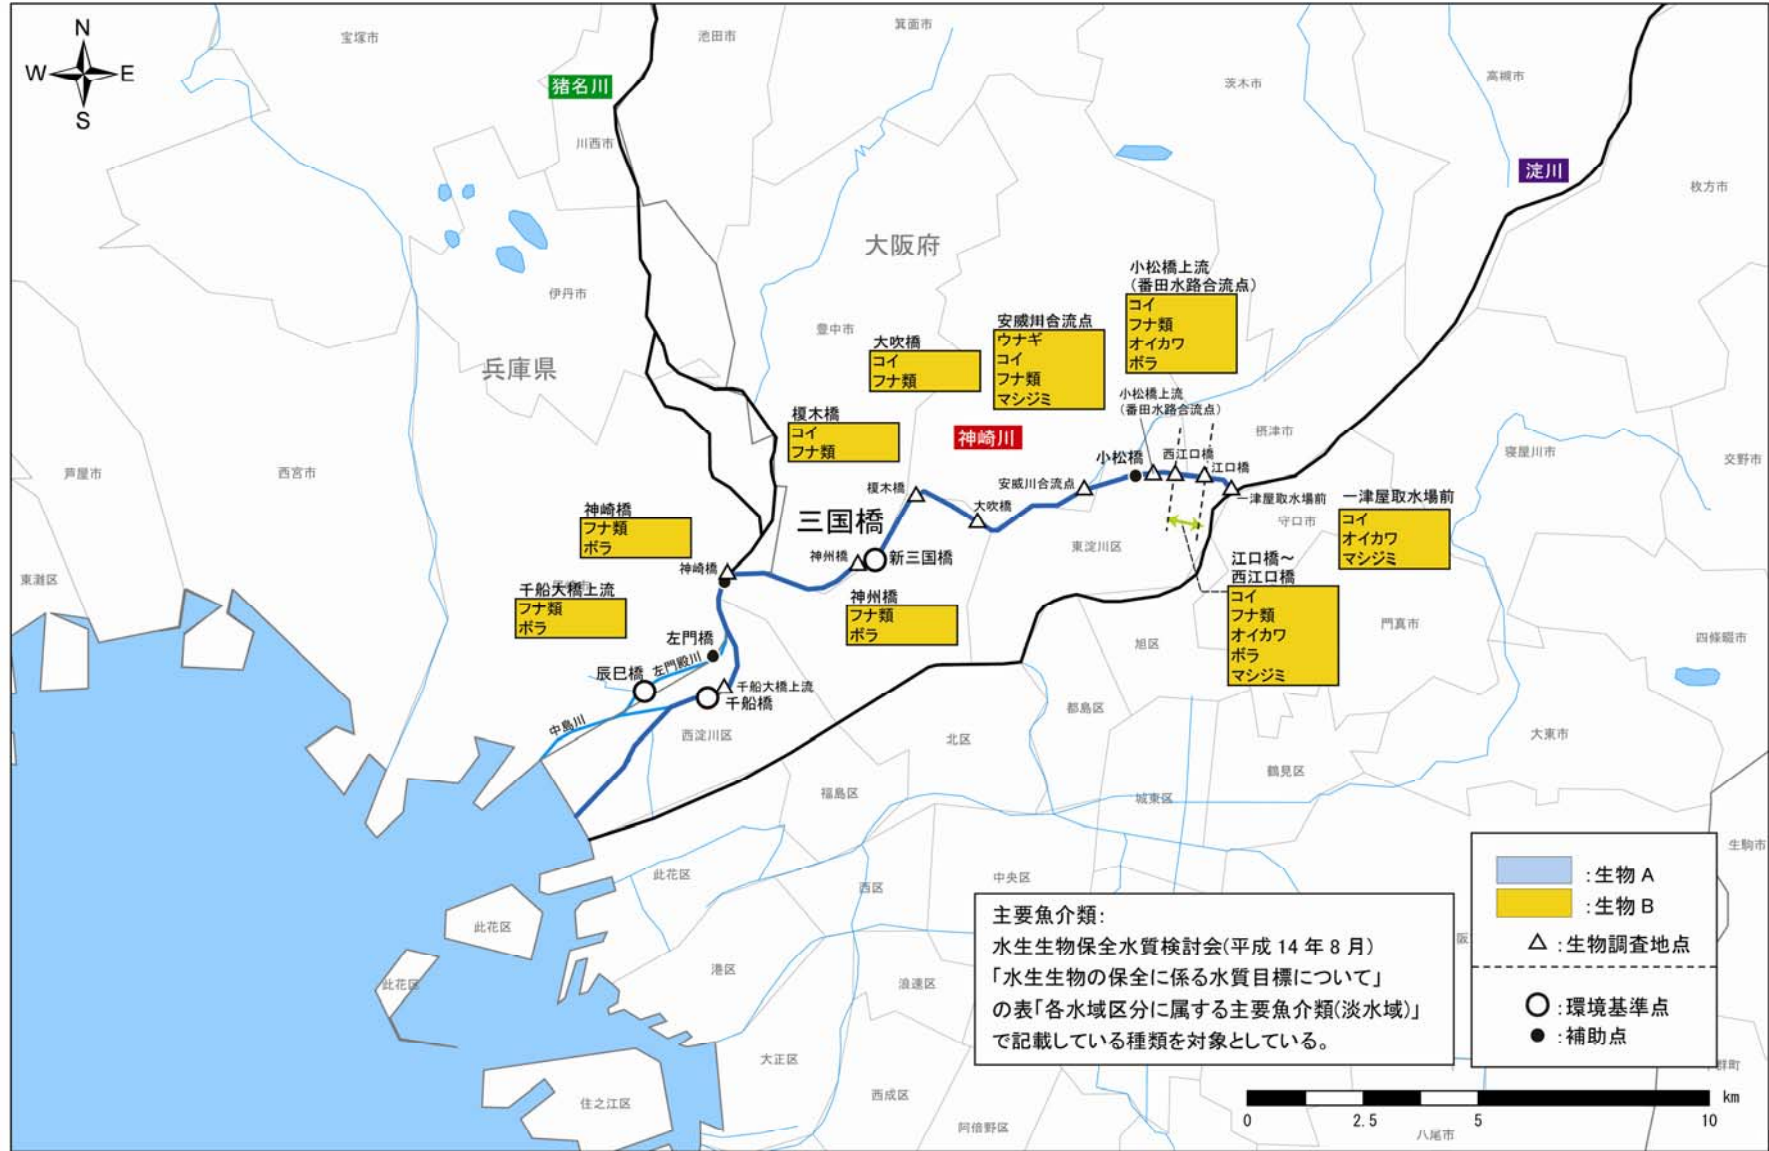 N
W E
S
宝塚市
池田市
箕面市
茨木市
高槻市
猪名川
川西市
淀川
枚方市
大阪府
伊丹市
豊中市
兵庫県
小松橋上流
(番田水路合流点)
コイ
フナ類
オイカワ
ボラ
安威川合流点
ウナギ
コイ
フナ類
マシジミ
大吹橋
コイ
フナ類
榎木橋
コイ
フナ類
神崎川
小松橋上流
(番田水路合流点)
摂津市
寝屋川市
交野市
芦屋市
西宮市
小松橋
西江口橋
江口橋
安威川合流点
一津屋取水場前
榎木橋
大吹橋
三国橋
守口市
一津屋取水場前
コイ
オイカワ
マシジミ
神崎橋
フナ類
ボラ
東淀川区
神州橋
新三国橋
神崎橋
東灘区
江口橋～
西江口橋
コイ
フナ類
オイカワ
ボラ
マシジミ
千船大橋上流
フナ類
ボラ
神州橋
フナ類
ボラ
門真市
四條畷市
旭区
左門橋
左門殿川
辰巳橋
千船大橋上流
千船橋
中島川
西淀川区
都島区
北区
大東市
鶴見区
福島区
城東区
生駒市
此花区
西区
中央区
此花区
此花区
港区
浪速区
阪
大正区
西成区
住之江区
阿倍野区
八尾市
群町
主要魚介類:
水生生物保全水質検討会(平成14年8月)
「水生生物の保全に係る水質目標について」
の表「各水域区分に属する主要魚介類(淡水域)」
で記載している種類を対象としている。
:生物A
:生物B
△:生物調査地点
○:環境基準点
●:補助点
km
0 2.5 5 10